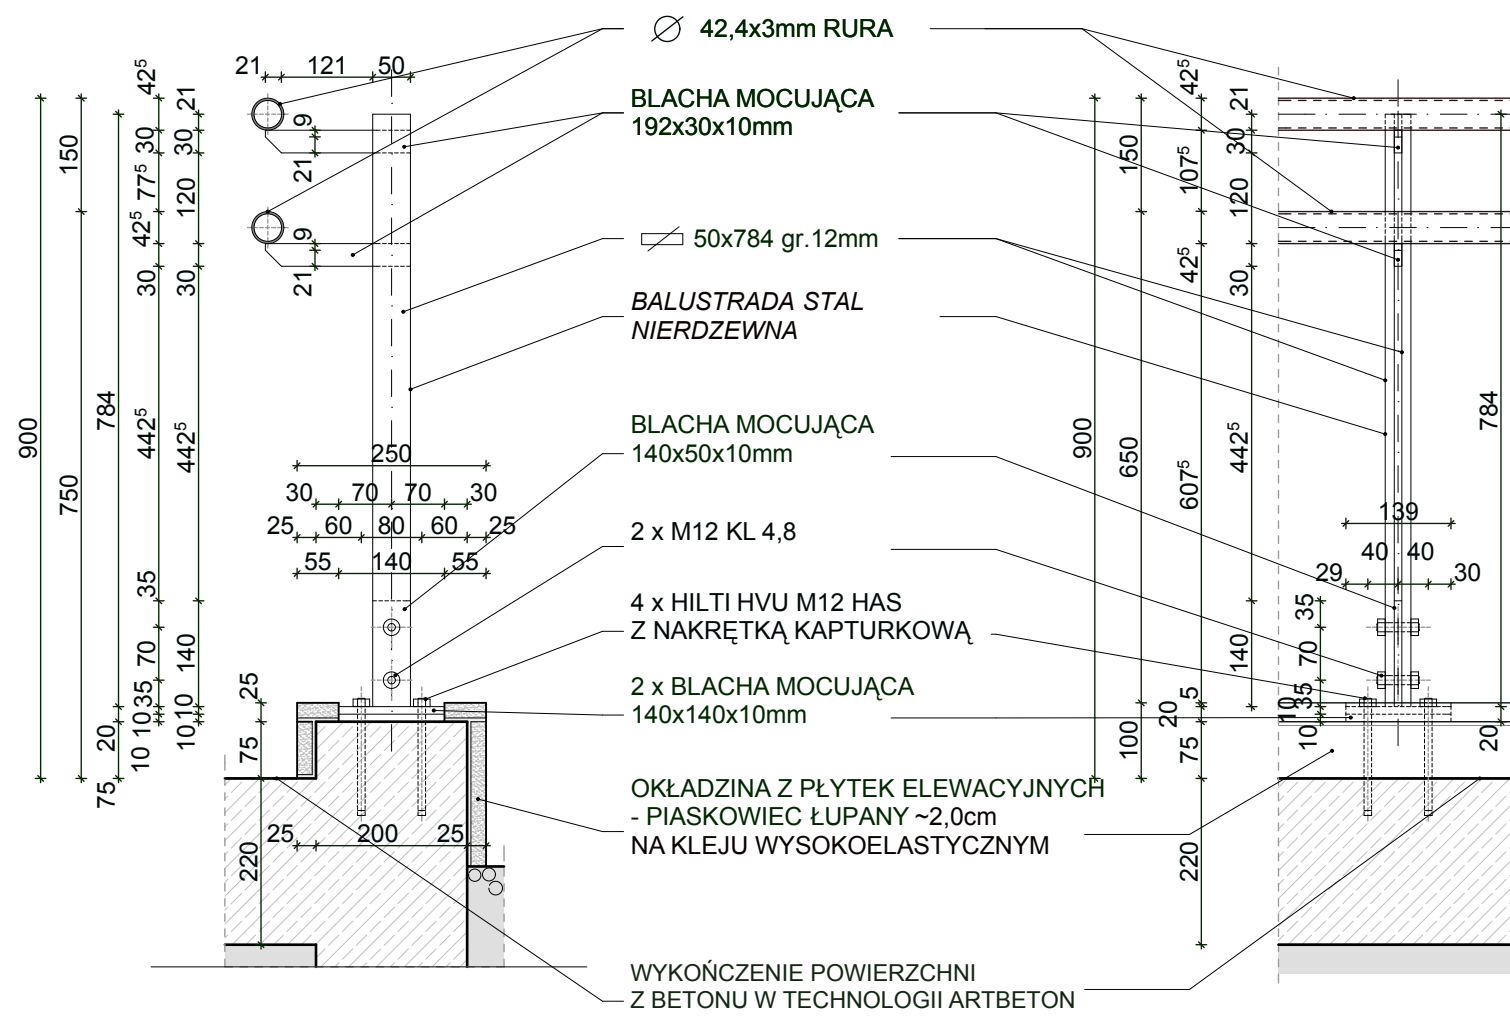 Ø 42,4x3mm RURA
BLACHA MOCUJĄCA
192x30x10mm
50x784 gr.12mm
BALUSTRADA STAL
NIERDZEWNA
BLACHA MOCUJĄCA
140x50x10mm
2 x M12 KL 4,8
4 x HILTI HVU M12 HAS
Z NAKRĘTKĄ KAPTURKOWĄ
2 x BLACHA MOCUJĄCA
140x140x10mm
OKŁADZINA Z PŁYTEK ELEWACYJNYCH
- PIASKOWIEC ŁUPANY ~2,0cm
NA KLEJU WYSOKOELASTYCZNYM
WYKOŃCZENIE POWIERZCHNI
Z BETONU W TECHNOLOGII ARTBETON
21 121 50
9
21
9
21
900
150
750
784
20
75
42⁵
30
77⁵
42⁵
30
442⁵
35
70
35
10
10
21
30
120
30
442⁵
140
10
10
250
30 70 70 30
25 60 80 60 25
55 140 55
25
75
220
25 200 25
900
150
650
100
42⁵
107⁵
42⁵
607⁵
5
20
75
220
21
30
120
30
442⁵
140
10
35
70
35
10
139
40 40
29 30
784
20